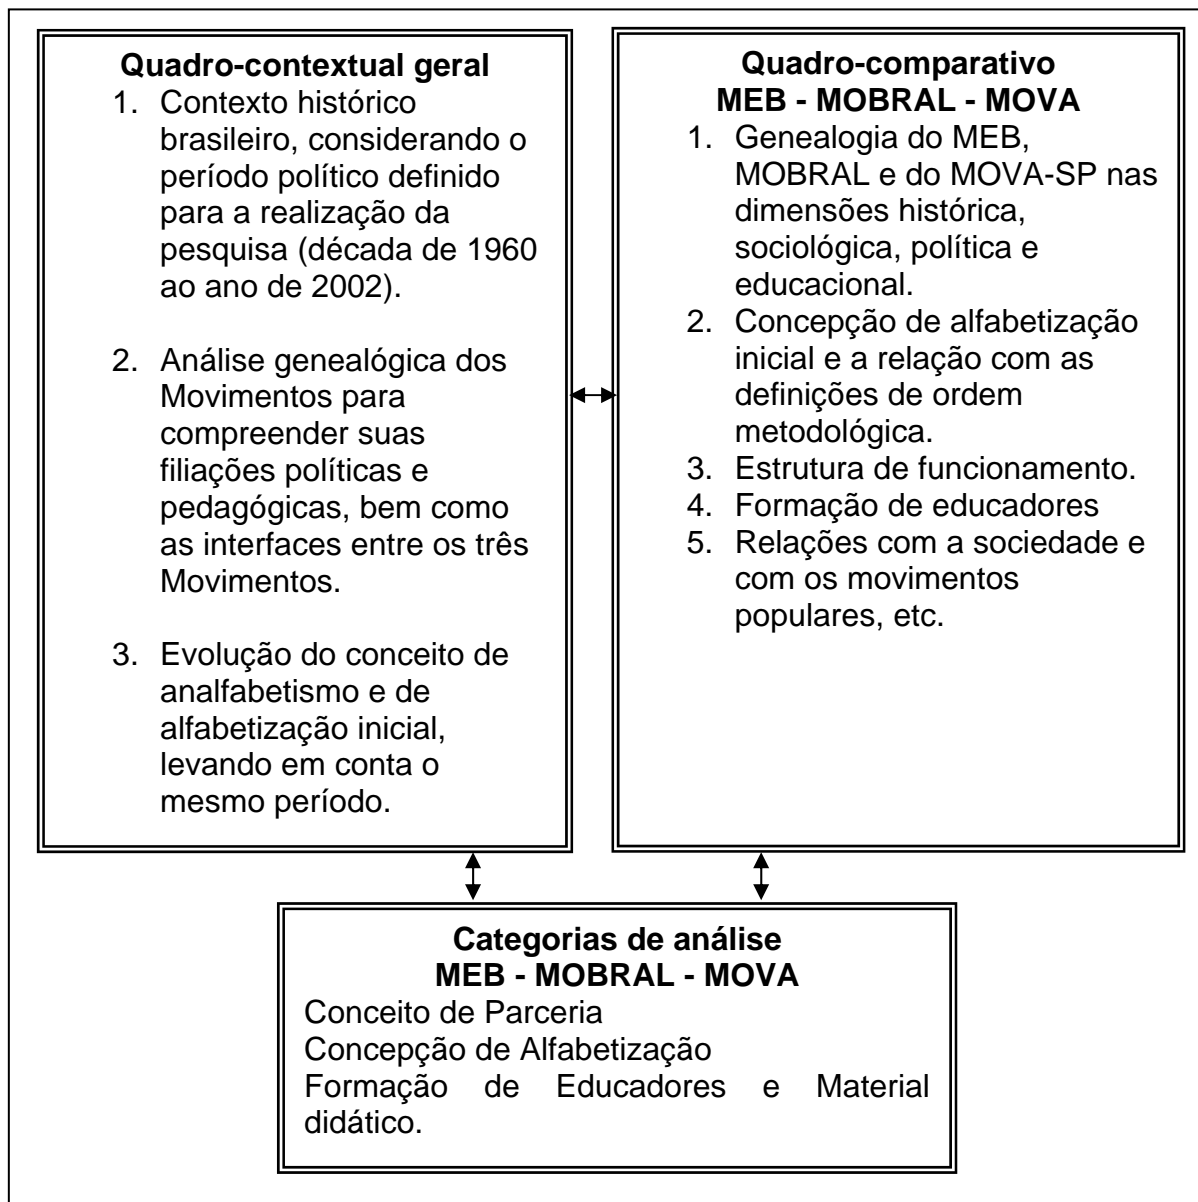 Quadro-contextual geral
1. Contexto histórico
brasileiro, considerando o
período político definido
para a realização da
pesquisa (década de 1960
ao ano de 2002).
2. Análise genealógica dos
Movimentos para
compreender suas
filiações políticas e
pedagógicas, bem como
as interfaces entre os três
Movimentos.
3. Evolução do conceito de
analfabetismo e de
alfabetização inicial,
levando em conta o
mesmo período.
Quadro-comparativo
MEB - MOBRAL - MOVA
1. Genealogia do MEB,
MOBRAL e do MOVA-SP nas
dimensões histórica,
sociológica, política e
educacional.
2. Concepção de alfabetização
inicial e a relação com as
definições de ordem
metodológica.
3. Estrutura de funcionamento.
4. Formação de educadores
5. Relações com a sociedade e
com os movimentos
populares, etc.
Categorias de análise
MEB - MOBRAL - MOVA
Conceito de Parceria
Concepção de Alfabetização
Formação de Educadores e Material
didático.